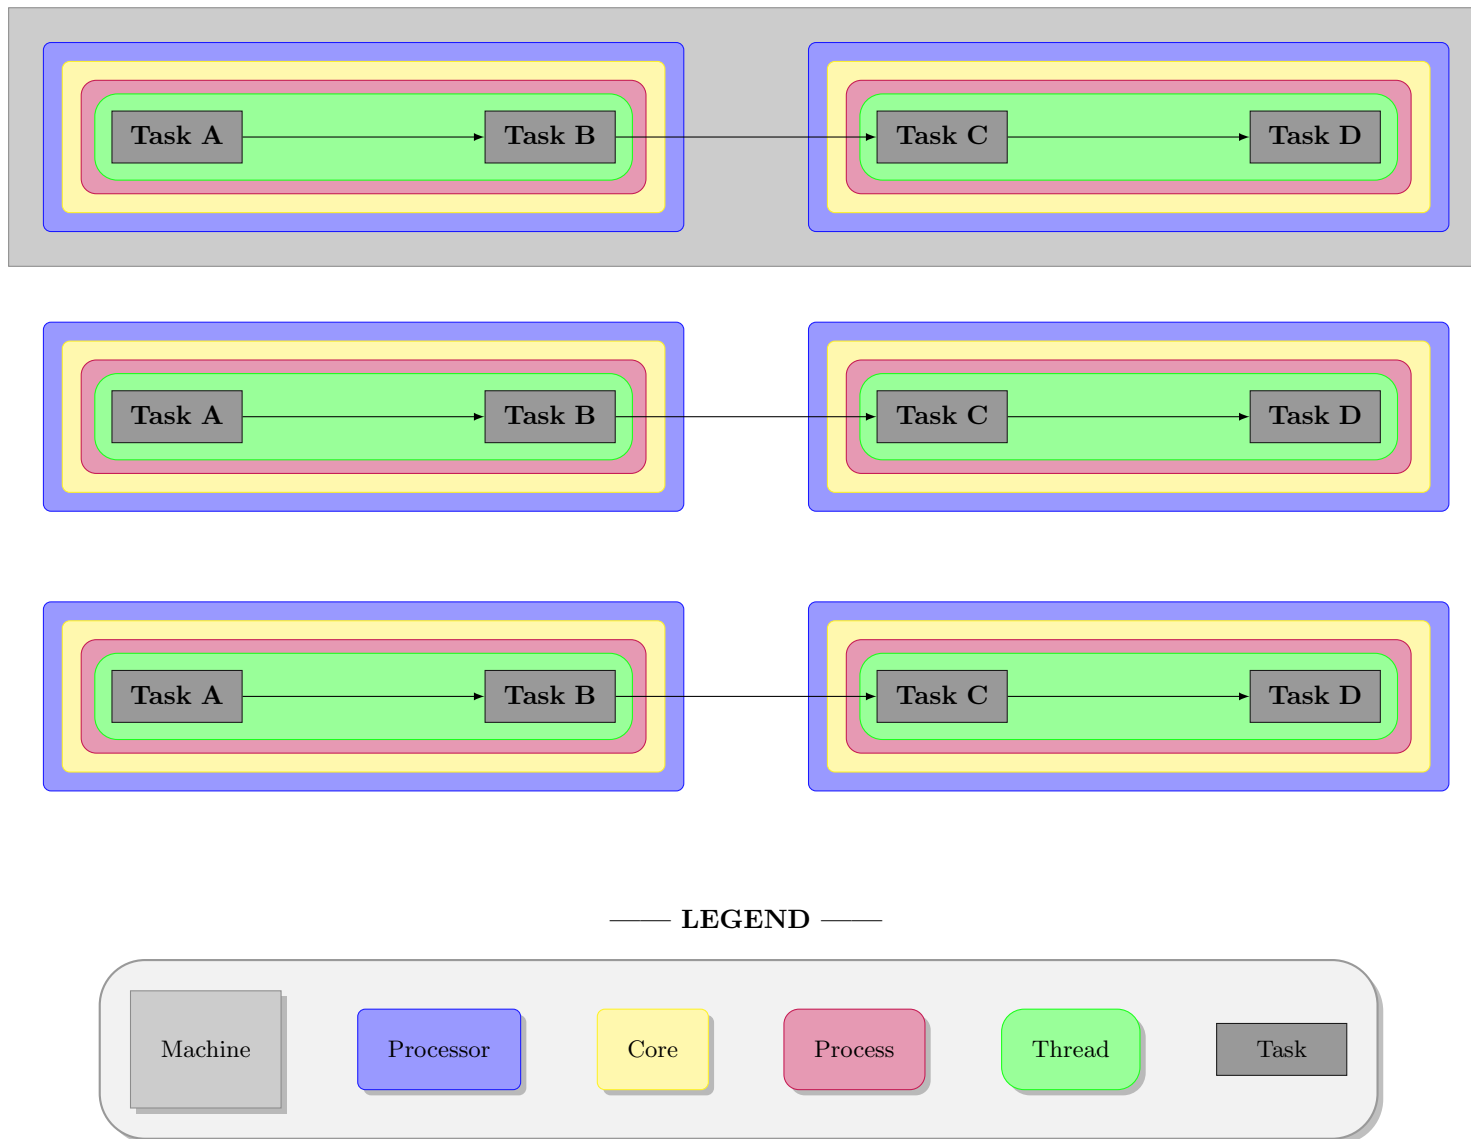 Task A Task B Task C Task D
Task A Task B Task C Task D
Task A Task B Task C Task D
LEGEND
Machine Processor Core Process Thread Task